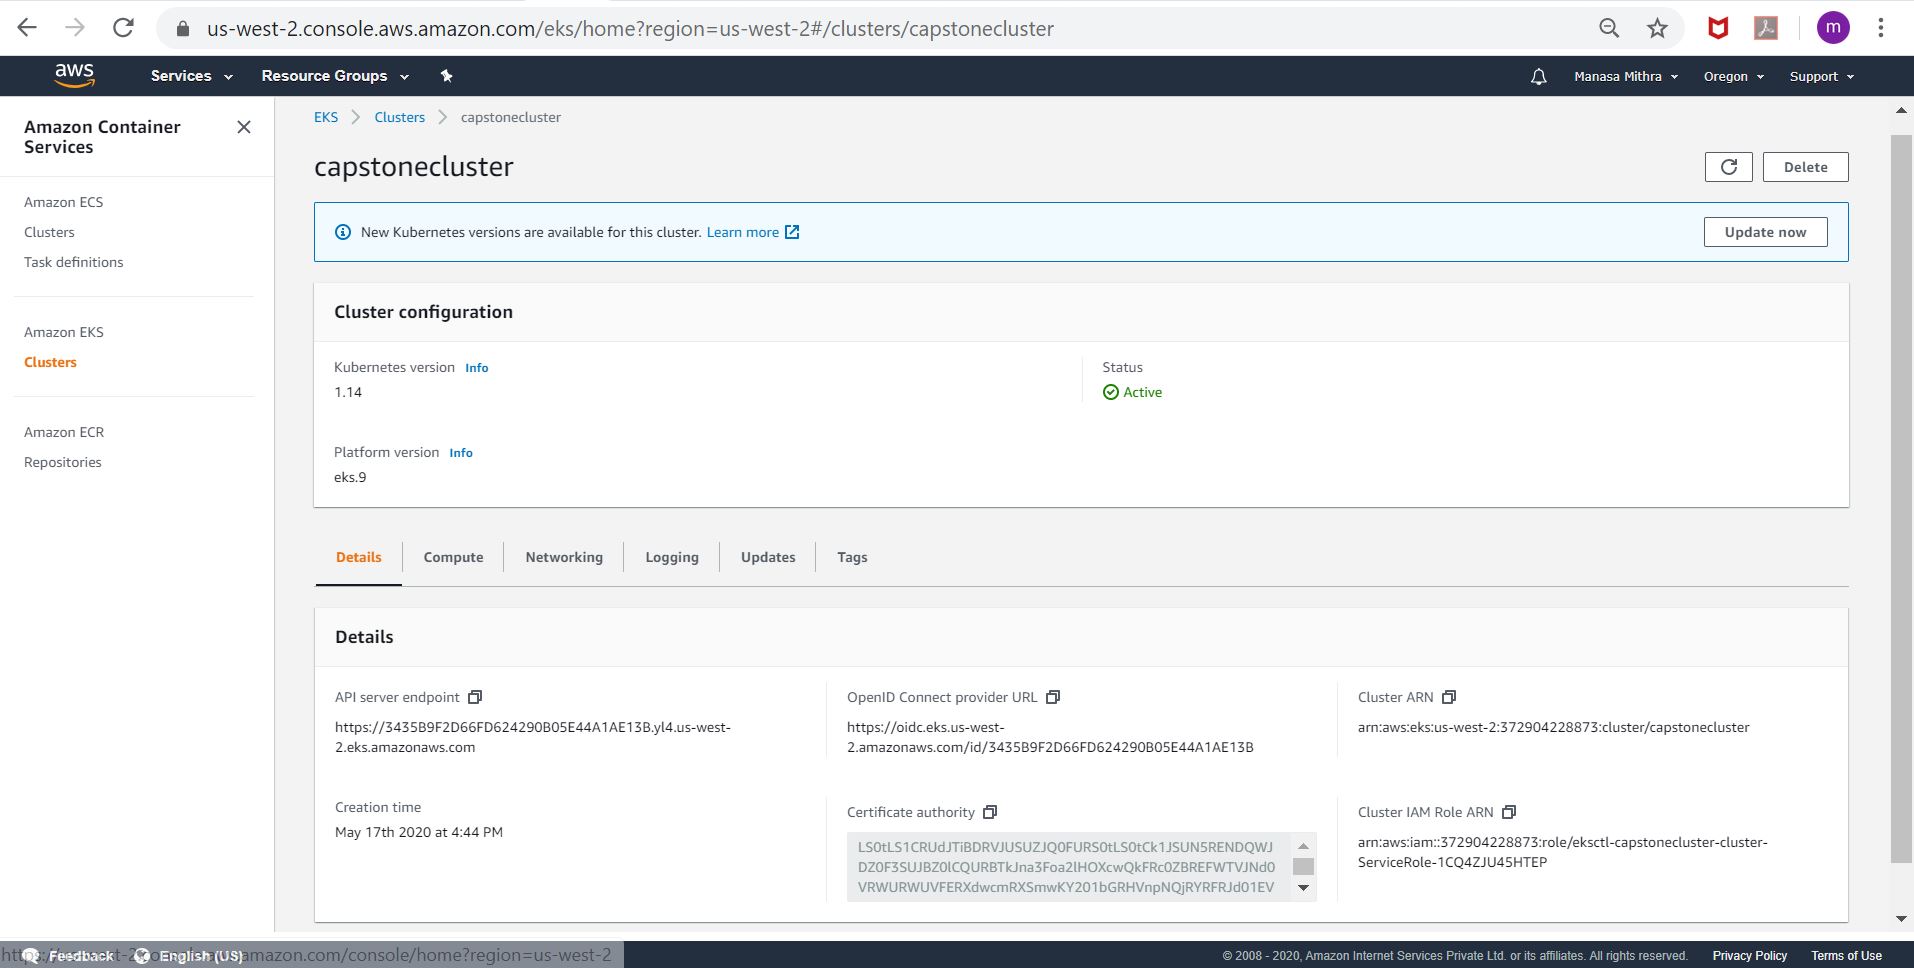 us-west-2.console.aws.amazon.com/eks/home?region=us-west-2#/clusters/capstonecluster
m
aws Services Resource Groups Manasa Mithra Oregon Support
Amazon Container Services
Amazon ECS
Clusters
Task definitions
Amazon EKS
Clusters
Amazon ECR
Repositories
EKS > Clusters > capstonecluster
capstonecluster
Delete
New Kubernetes versions are available for this cluster. Learn more
Update now
Cluster configuration
Kubernetes version Info
1.14
Status
Active
Platform version Info
eks.9
Details Compute Networking Logging Updates Tags
Details
API server endpoint
https://3435B9F2D66FD624290B05E44A1AE13B.yl4.us-west-
2.eks.amazonaws.com
OpenID Connect provider URL
https://oidc.eks.us-west-
2.amazonaws.com/id/3435B9F2D66FD624290B05E44A1AE13B
Cluster ARN
arn:aws:eks:us-west-2:372904228873:cluster/capstonecluster
Creation time
May 17th 2020 at 4:44 PM
Certificate authority
LS0tLS1CRUdJTiBDRVJUSUZJQ0FURS0tLS0tCk1JSUN5RENDQWJ
DZ0F3SUJBZ0lCQURBTkJna3Foa2lHOXcwQkFRc0ZBREFWTVJNd0
VRWURWUVFERXdwcmRXSmwKY201bGRHVnpNQjRYRFRJd01EV
Cluster IAM Role ARN
arn:aws:iam::372904228873:role/eksctl-capstonecluster-cluster-
ServiceRole-1CQ4ZJU45HTEP
Feedback English (US)
amazon.com/console/home?region=us-west-2
© 2008 - 2020, Amazon Internet Services Private Ltd. or its affiliates. All rights reserved. Privacy Policy Terms of Use